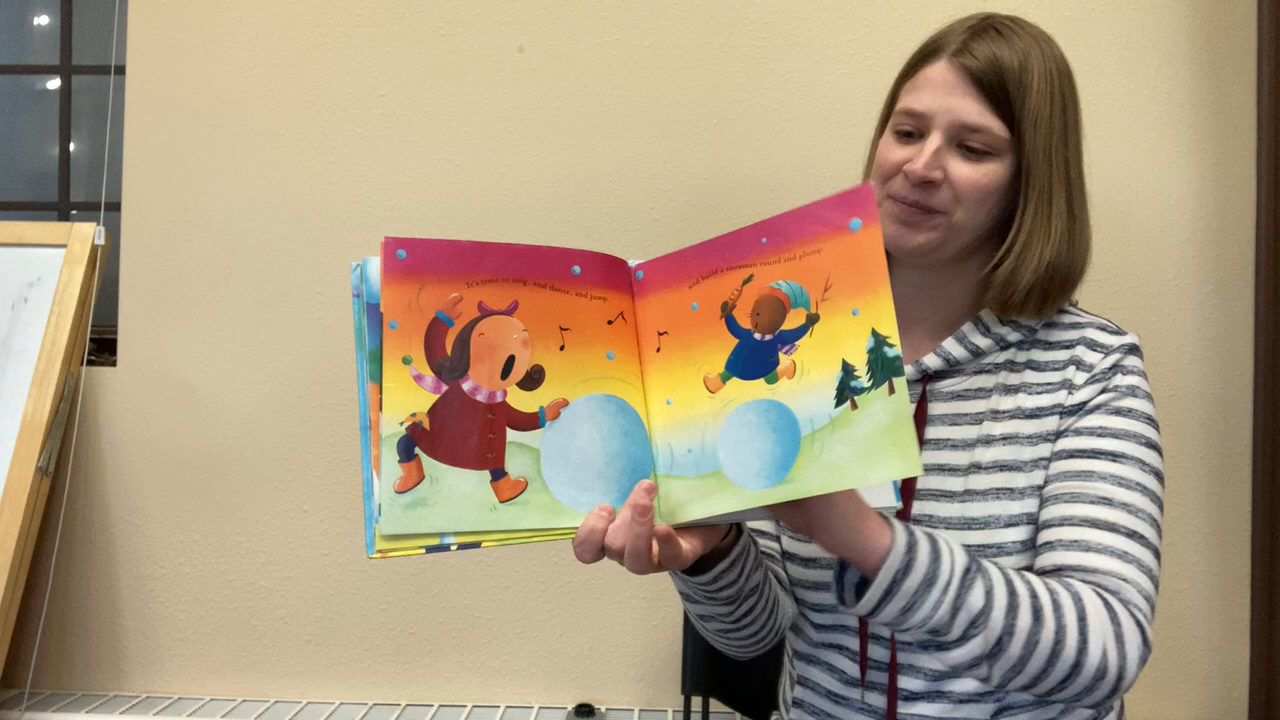 It's a time to sing, and dance, and jump,
and build a snowman round and plump.